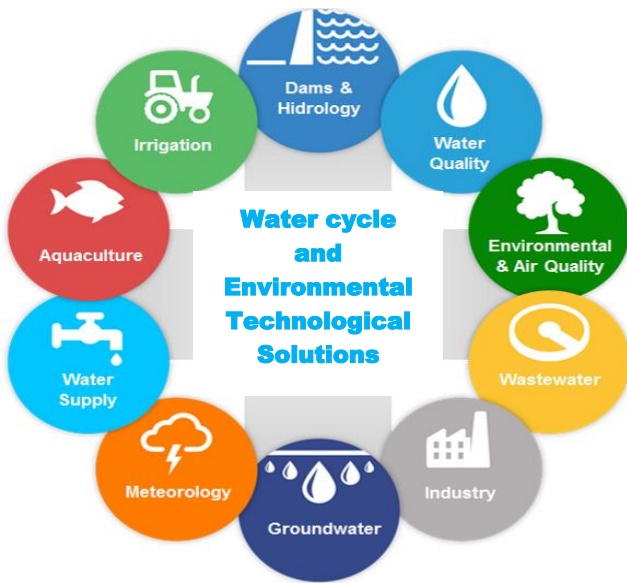 Dams &
Hidrology
Water
Quality
Environmental
& Air Quality
Wastewater
Industry
Groundwater
Meteorology
Water
Supply
Aquaculture
Irrigation
Water cycle
and
Environmental
Technological
Solutions